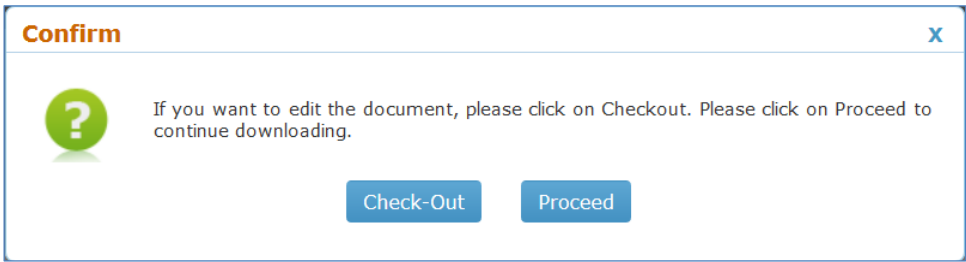 Confirm
x
?
If you want to edit the document, please click on Checkout. Please click on Proceed to
continue downloading.
Check-Out
Proceed